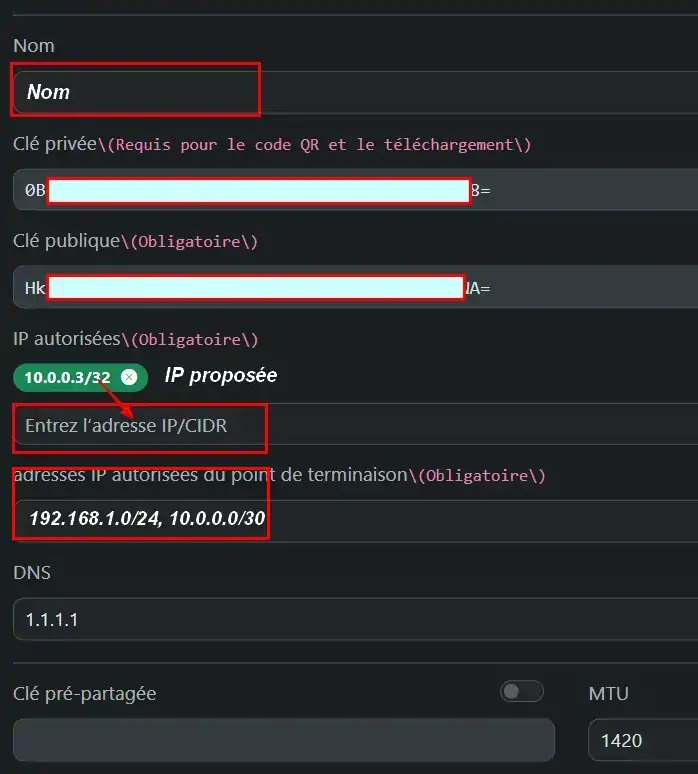 Nom
Nom
Clé privée\(Requis pour le code QR et le téléchargement\)
0B 8=
Clé publique\(Obligatoire\)
Hk A=
IP autorisées\(Obligatoire\)
10.0.0.3/32 IP proposée
Entrez l'adresse IP/CIDR
adresses IP autorisées du point de terminaison\(Obligatoire\)
192.168.1.0/24, 10.0.0.0/30
DNS
1.1.1.1
Clé pré-partagée MTU
1420